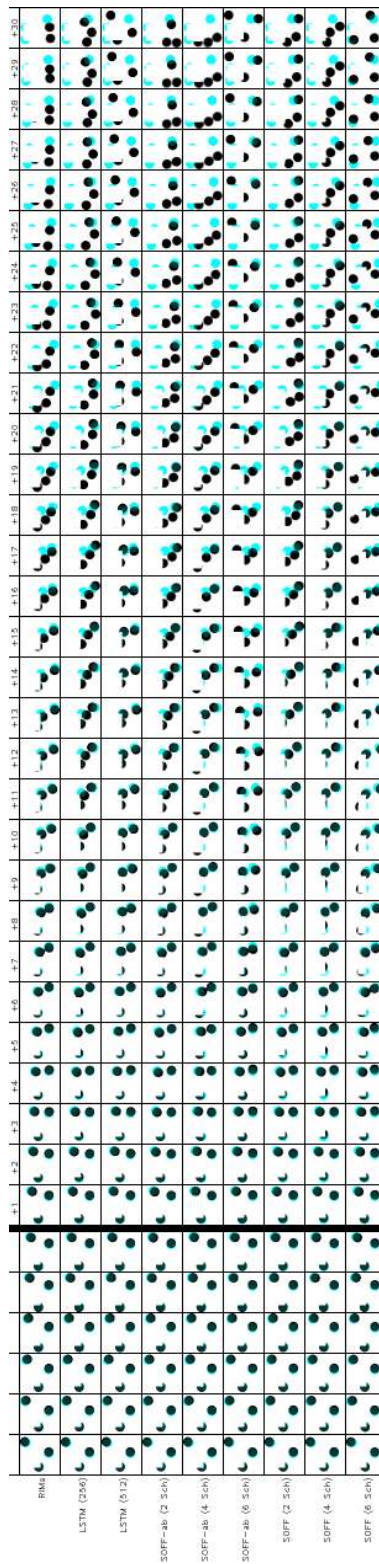 +1 +2 +3 +4 +5 +6 +7 +8 +9 +10 +11 +12 +13 +14 +15 +16 +17 +18 +19 +20 +21 +22 +23 +24 +25 +26 +27 +28 +29 +30
RIMs
LSTM (256)
LSTM (512)
SOFF-ab (2 Sch)
SOFF-ab (4 Sch)
SOFF-ab (6 Sch)
SOFF (2 Sch)
SOFF (4 Sch)
SOFF (6 Sch)